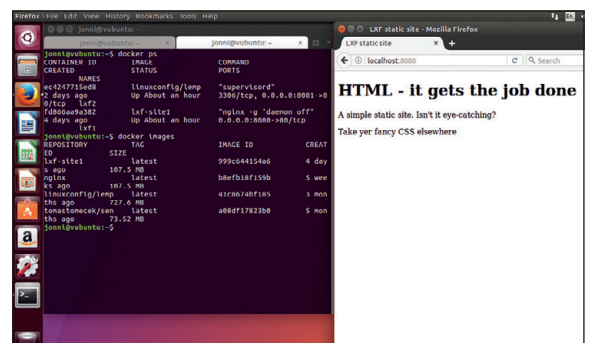 Firefox File Edit View History Bookmarks Tools Help
jonni@vubuntu: ~
jonni@vubuntu: ~ × jonni@vubuntu: ~ ×
jonni@vubuntu:~$ docker ps
CONTAINER ID IMAGE COMMAND
CREATED STATUS PORTS
NAMES
ec424715ed8 linuxconfig/lemp "supervisord"
2 days ago Up About an hour 3306/tcp, 0.0.0.0:8001->8
0/tcp lxf2
fd866aa9a382 lxf-site1 "nginx -g 'daemon off"
4 days ago Up About an hour 0.0.0.0:8080->80/tcp
lxf1
jonni@vubuntu:~$ docker images
REPOSITORY TAG IMAGE ID CREAT
ED SIZE
lxf-site1 latest 999c644154a6 4 day
s ago 107.5 MB
nginx latest b8efb18f159b 5 wee
ks ago 107.5 MB
linuxconfig/lemp latest 41c8674bf185 3 mon
ths ago 727.6 MB
tomastomecek/sen latest a08df17823b8 5 mon
ths ago 73.52 MB
jonni@vubuntu:~$
LXF static site - Mozilla Firefox
LXF static site ×
localhost:8080 Search
HTML - it gets the job done
A simple static site. Isn't it eye-catching?
Take yer fancy CSS elsewhere